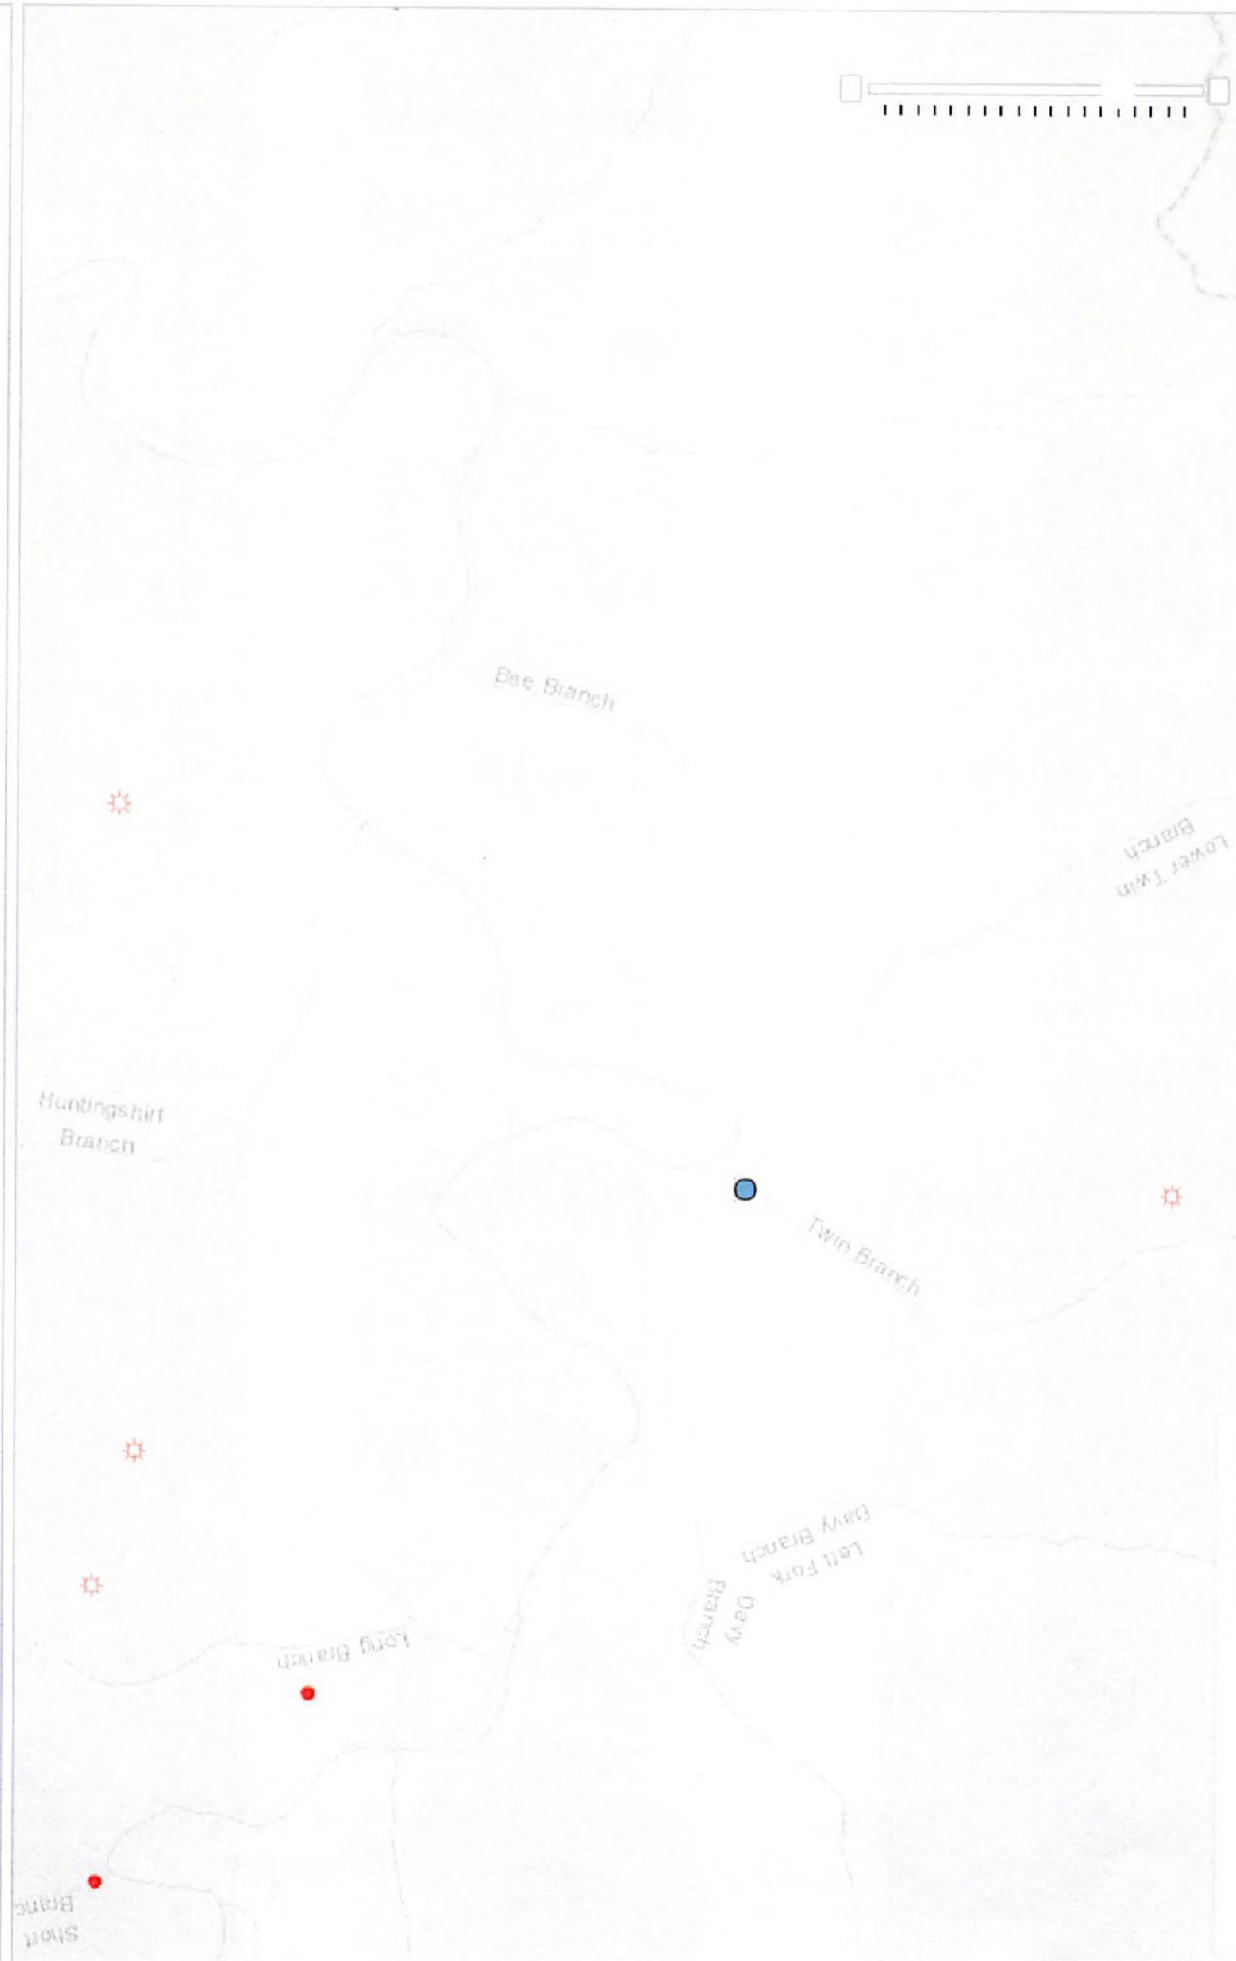 Bee Branch
Lower Twin
Branch
Huntingshirt
Branch
Twin Branch
Left Fork
Davy Branch
Davy
Branch
Long Branch
Short
Branc